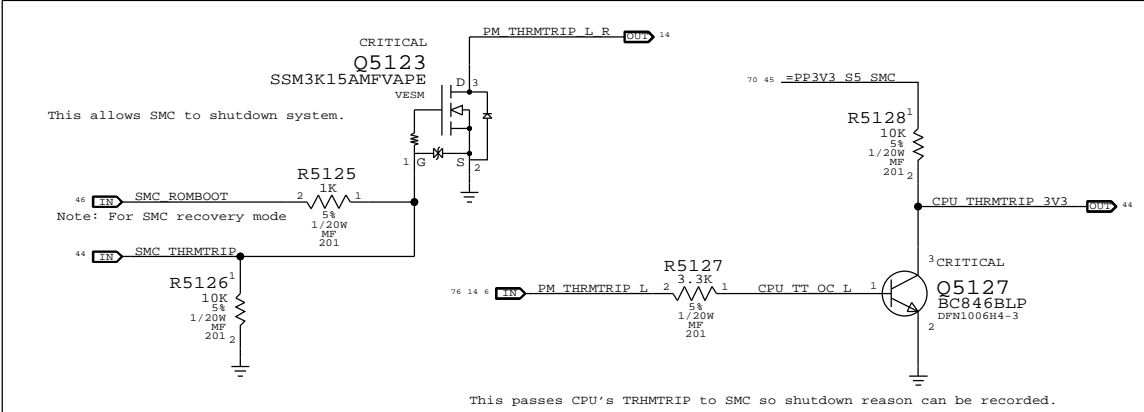 PM_THRMTRIP_L_R OUT 14
CRITICAL
Q5123
SSM3K15AMFVAPE
VESM
D 3
1 G S 2
This allows SMC to shutdown system.
R5125
1K
46 IN SMC_ROMBOOT 2 1
Note: For SMC recovery mode
5%
1/20W
MF
201
44 IN SMC_THRMTRIP
R5126 1
10K
5%
1/20W
MF
201 2
70 45 =PP3V3_S5_SMC
R5128 1
10K
5%
1/20W
MF
201
2
CPU_THRMTRIP_3V3 OUT 44
R5127
3.3K
76 14 6 IN PM_THRMTRIP_L 2 1 CPU_TT_OC_L 1
5%
1/20W
MF
201
3 CRITICAL
Q5127
BC846BLP
DFN1006H4-3
2
This passes CPU's TRHMTRIP to SMC so shutdown reason can be recorded.